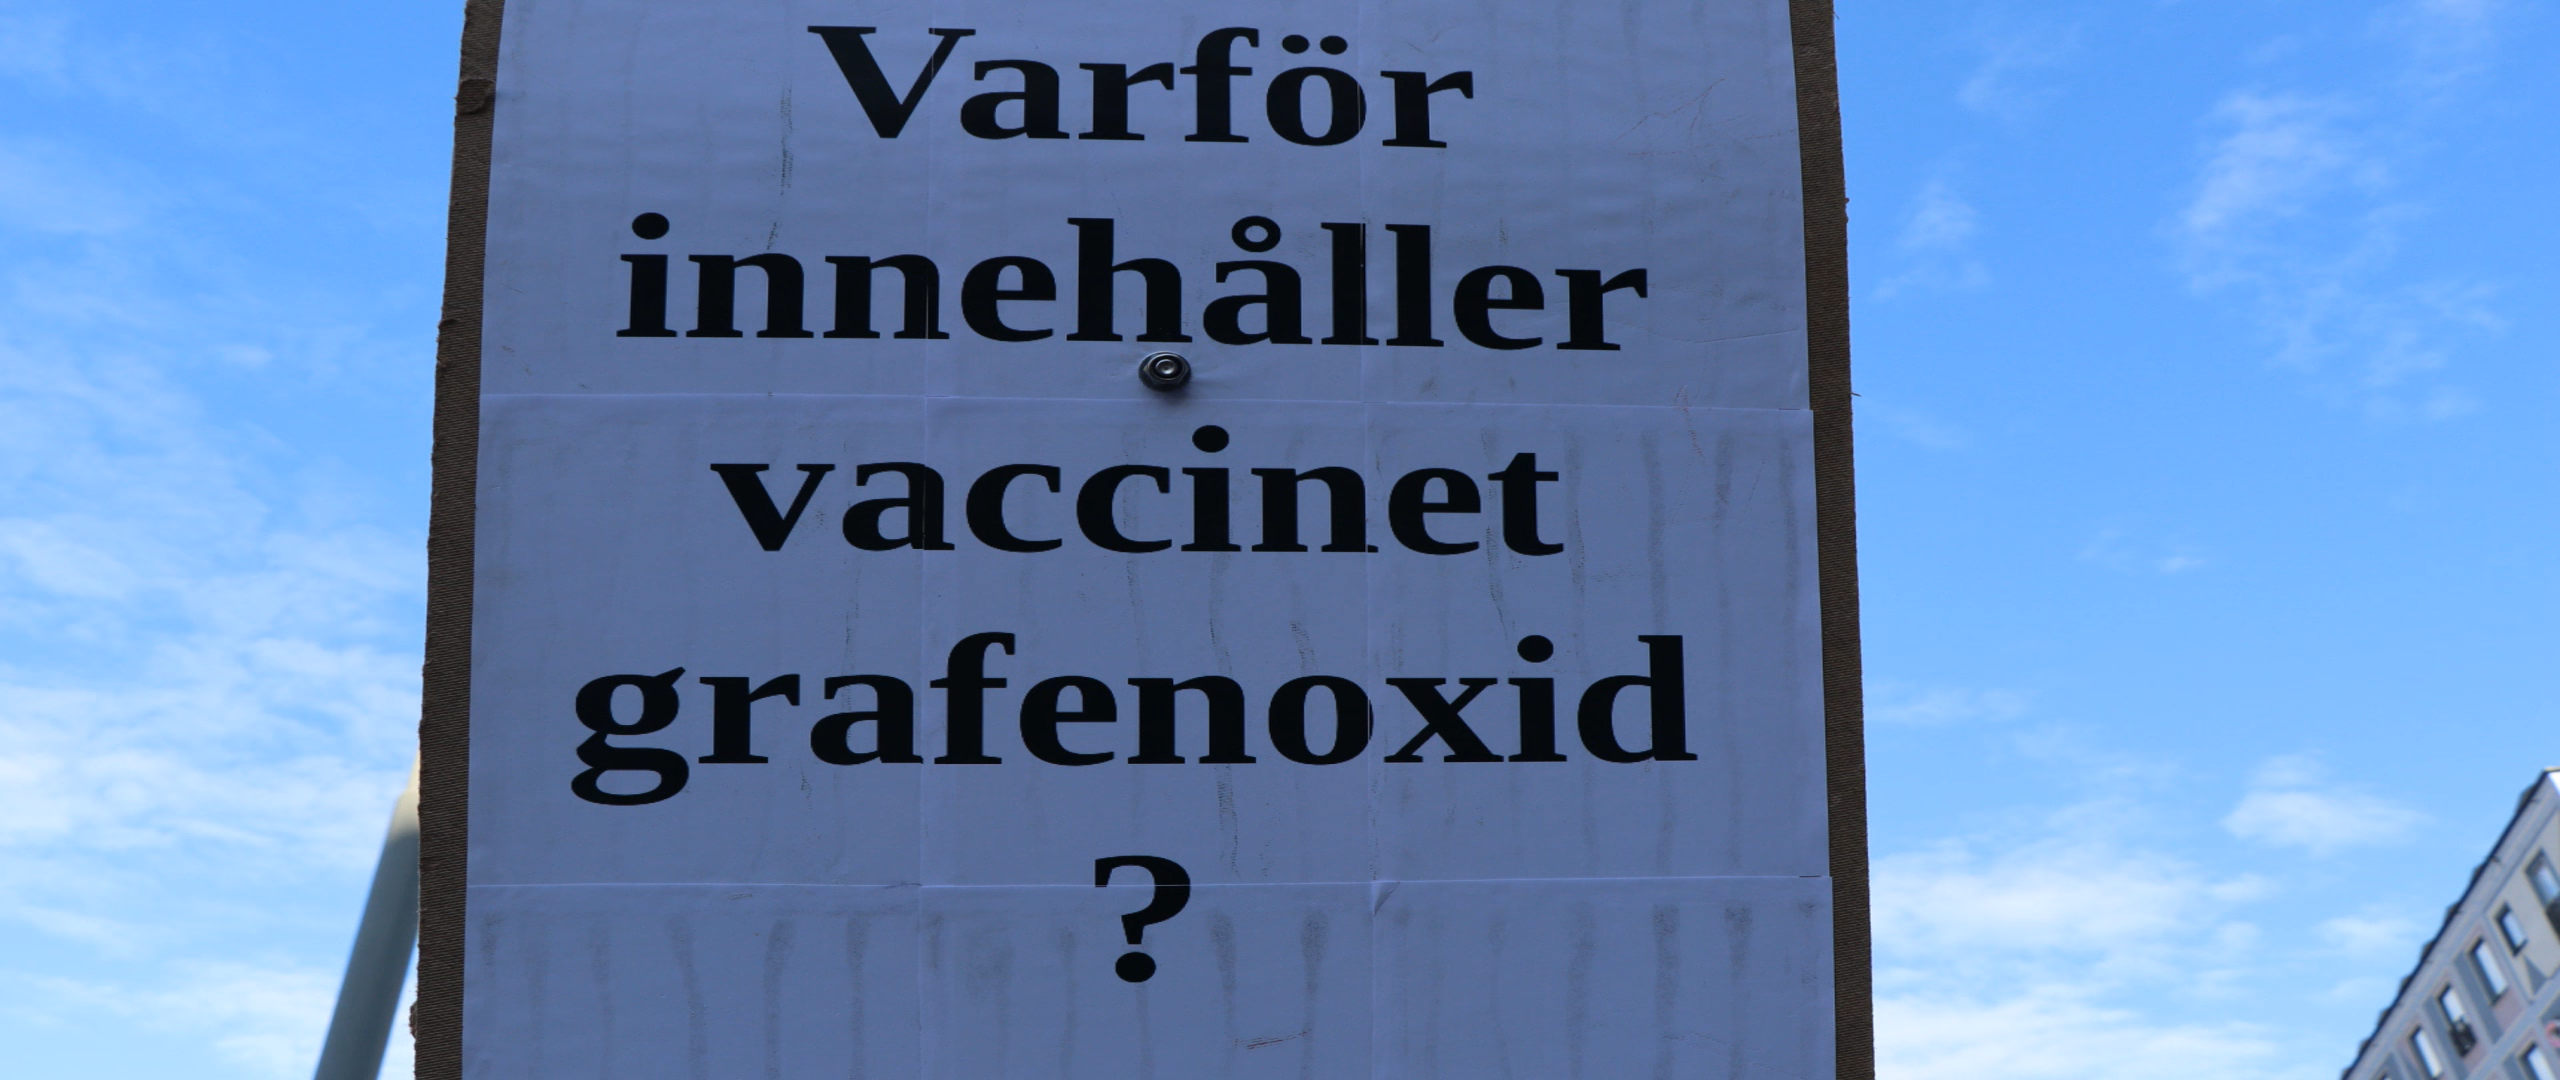 Varför
innehåller
vaccinet
grafenoxid
?